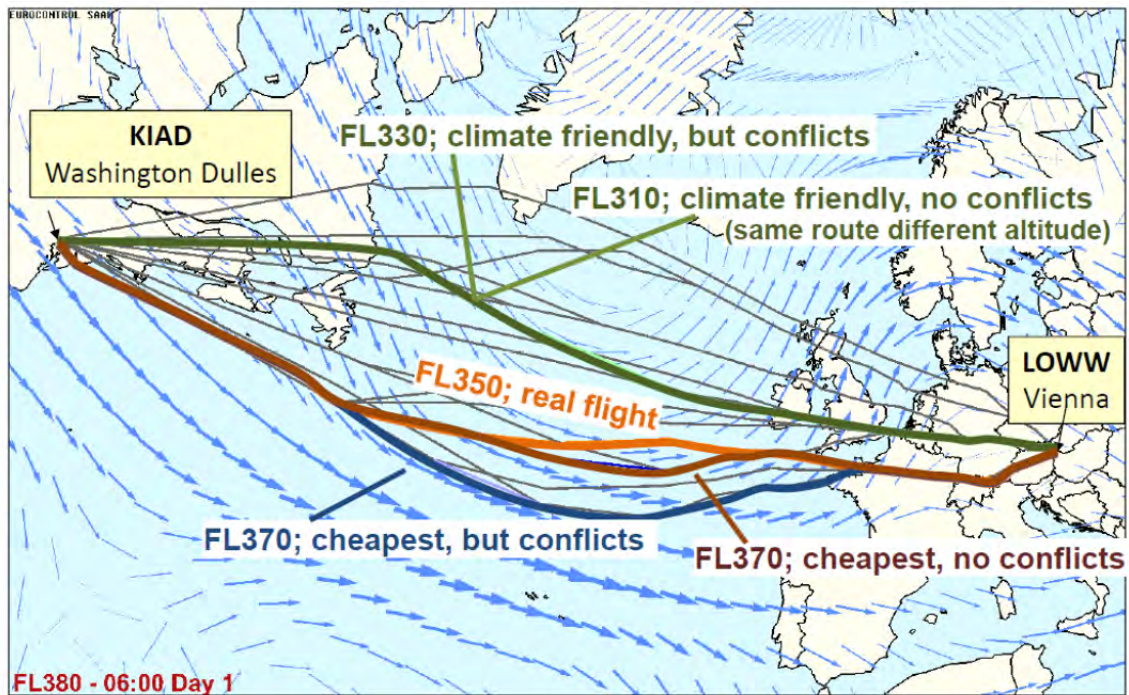 EUROCONTROL SAAM
KIAD
Washington Dulles
FL330; climate friendly, but conflicts
FL310; climate friendly, no conflicts
(same route different altitude)
LOWW
Vienna
FL350; real flight
FL370; cheapest, but conflicts
FL370; cheapest, no conflicts
FL380 - 06:00 Day 1